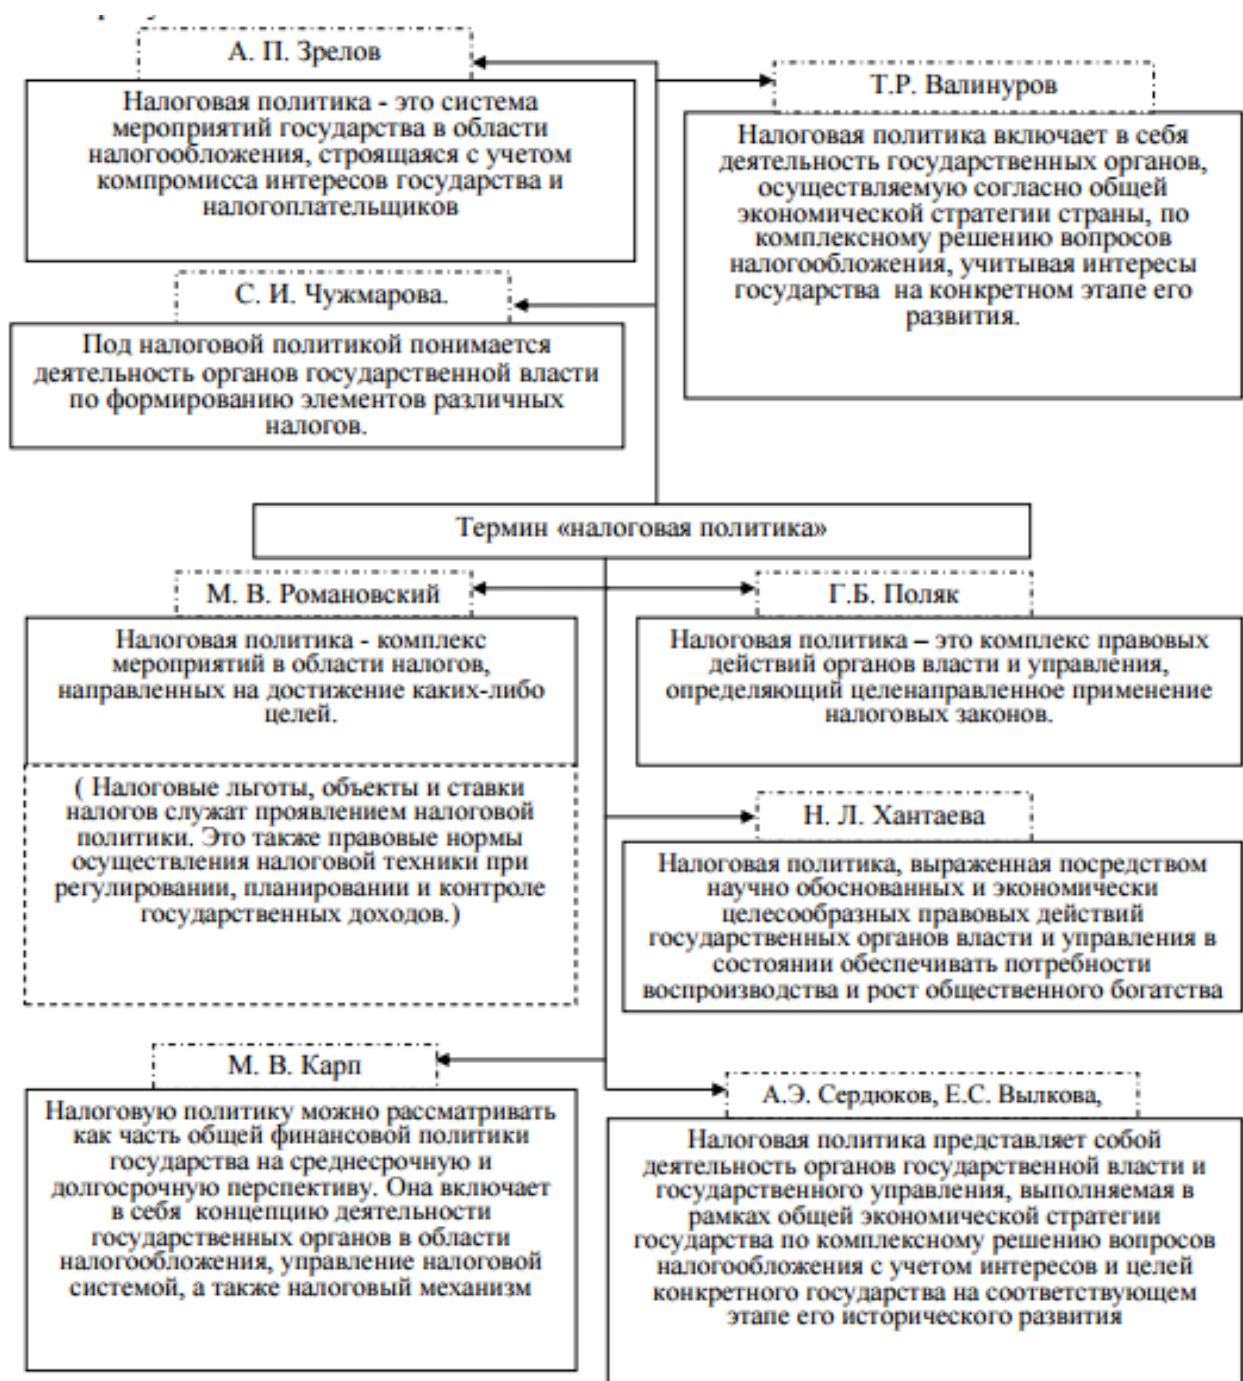 А. П. Зрелов
Налоговая политика - это система
мероприятий государства в области
налогообложения, строящаяся с учетом
компромисса интересов государства и
налогоплательщиков
Т.Р. Валинуров
Налоговая политика включает в себя
деятельность государственных органов,
осуществляемую согласно общей
экономической стратегии страны, по
комплексному решению вопросов
налогообложения, учитывая интересы
государства на конкретном этапе его
развития.
С. И. Чужмарова.
Под налоговой политикой понимается
деятельность органов государственной власти
по формированию элементов различных
налогов.
Термин «налоговая политика»
М. В. Романовский
Налоговая политика - комплекс
мероприятий в области налогов,
направленных на достижение каких-либо
целей.
( Налоговые льготы, объекты и ставки
налогов служат проявлением налоговой
политики. Это также правовые нормы
осуществления налоговой техники при
регулировании, планировании и контроле
государственных доходов.)
Г.Б. Поляк
Налоговая политика – это комплекс правовых
действий органов власти и управления,
определяющий целенаправленное применение
налоговых законов.
Н. Л. Хантаева
Налоговая политика, выраженная посредством
научно обоснованных и экономически
целесообразных правовых действий
государственных органов власти и управления в
состоянии обеспечивать потребности
воспроизводства и рост общественного богатства
М. В. Карп
Налоговую политику можно рассматривать
как часть общей финансовой политики
государства на среднесрочную и
долгосрочную перспективу. Она включает
в себя концепцию деятельности
государственных органов в области
налогообложения, управление налоговой
системой, а также налоговый механизм
А.Э. Сердюков, Е.С. Вылкова,
Налоговая политика представляет собой
деятельность органов государственной власти и
государственного управления, выполняемая в
рамках общей экономической стратегии
государства по комплексному решению вопросов
налогообложения с учетом интересов и целей
конкретного государства на соответствующем
этапе его исторического развития